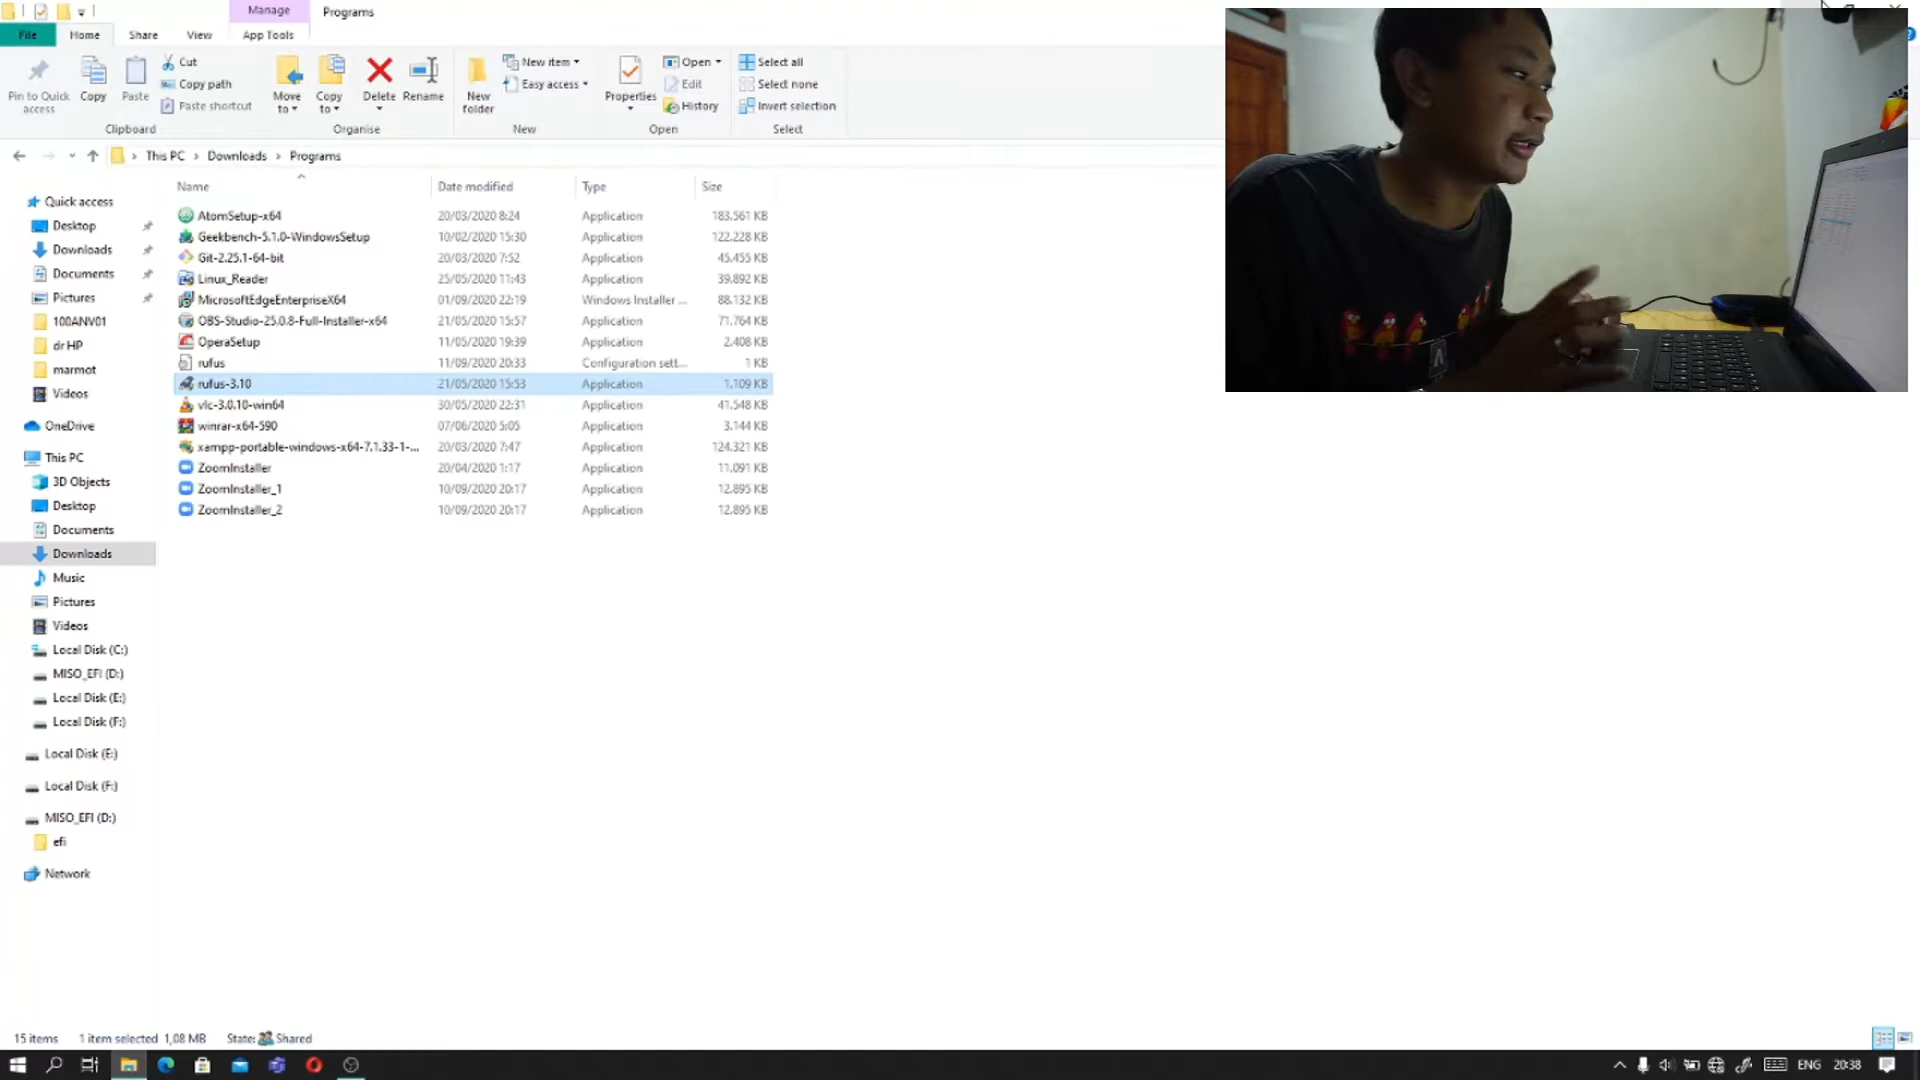 Manage
Programs
File
Home
Share
View
App Tools
Pin to Quick access
Copy
Paste
Cut
Copy path
Paste shortcut
Move to
Copy to
Delete
Rename
New folder
New item
Easy access
Properties
Open
Edit
History
Select all
Select none
Invert selection
Clipboard
Organise
New
Open
Select
This PC > Downloads > Programs
Name
Date modified
Type
Size
AtomSetup-x64 20/03/2020 8:24 Application 183.561 KB
Geekbench-5.1.0-WindowsSetup 10/02/2020 15:30 Application 122.228 KB
Git-2.25.1-64-bit 20/03/2020 7:52 Application 45.455 KB
Linux_Reader 25/05/2020 11:43 Application 39.892 KB
MicrosoftEdgeEnterpriseX64 01/09/2020 22:19 Windows Installer ... 88.132 KB
OBS-Studio-25.0.8-Full-Installer-x64 21/05/2020 15:57 Application 71.764 KB
OperaSetup 11/05/2020 19:39 Application 2.408 KB
rufus 11/09/2020 20:33 Configuration sett... 1 KB
rufus-3.10 21/05/2020 15:53 Application 1.109 KB
vlc-3.0.10-win64 30/05/2020 22:31 Application 41.548 KB
winrar-x64-590 07/06/2020 5:05 Application 3.144 KB
xampp-portable-windows-x64-7.1.33-1-... 20/03/2020 7:47 Application 124.321 KB
ZoomInstaller 20/04/2020 1:17 Application 11.091 KB
ZoomInstaller_1 10/09/2020 20:17 Application 12.895 KB
ZoomInstaller_2 10/09/2020 20:17 Application 12.895 KB
Quick access
Desktop
Downloads
Documents
Pictures
100ANV01
dr HP
marmot
Videos
OneDrive
This PC
3D Objects
Desktop
Documents
Downloads
Music
Pictures
Videos
Local Disk (C:)
MISO_EFI (D:)
Local Disk (E:)
Local Disk (F:)
Local Disk (E:)
Local Disk (F:)
MISO_EFI (D:)
efi
Network
15 items 1 item selected 1,08 MB State: Shared
ENG 20:38